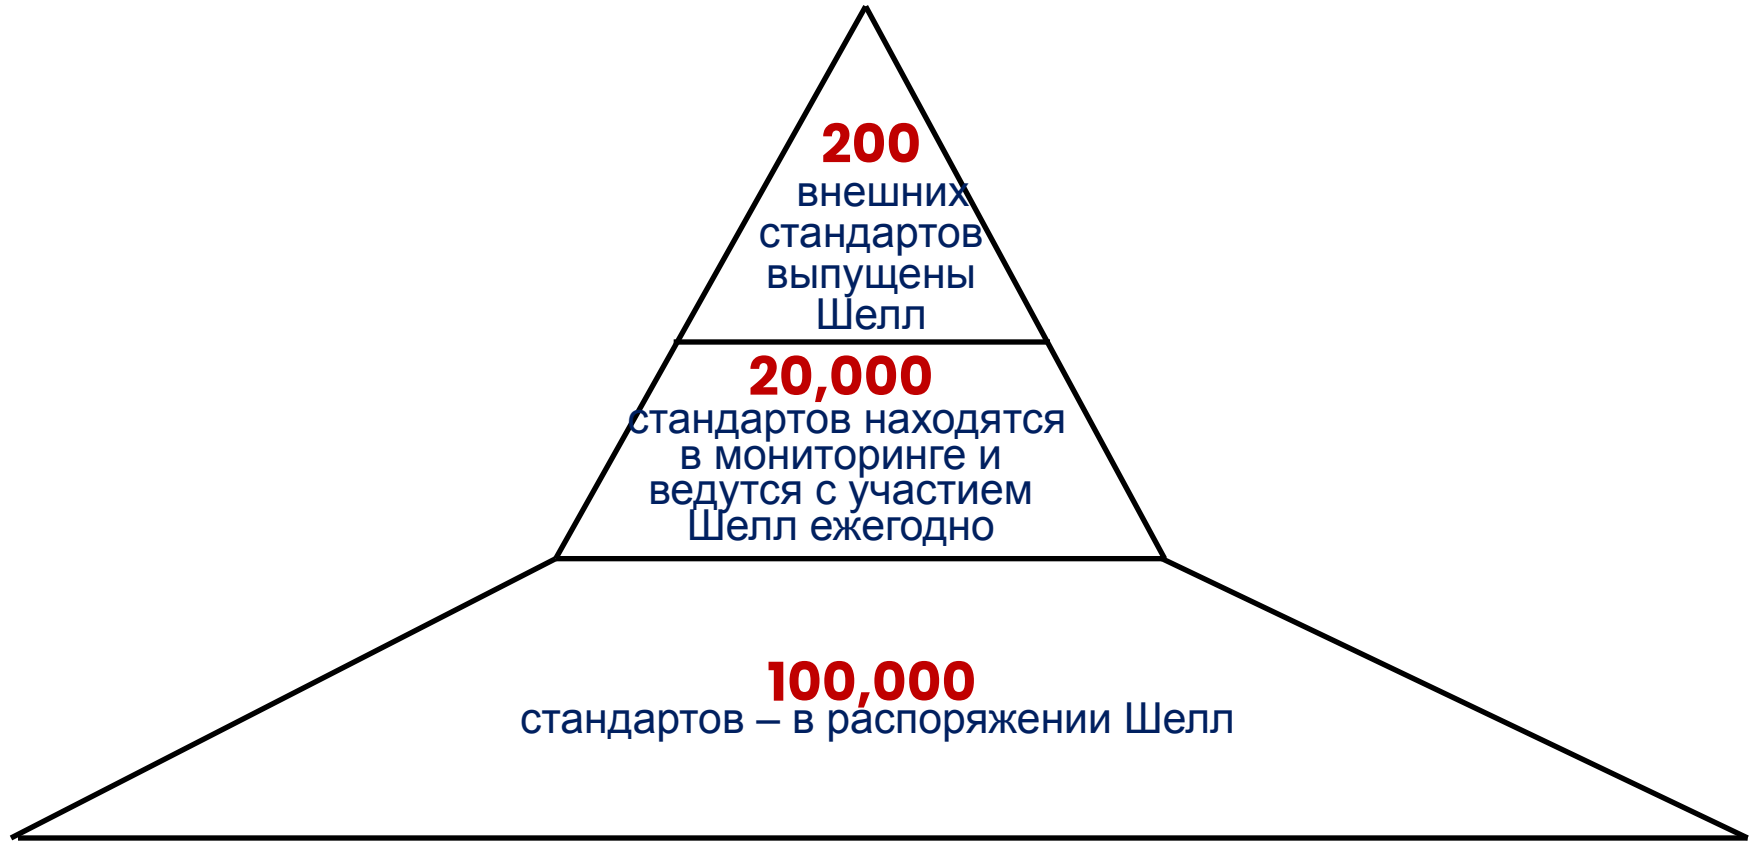 200
внешних
стандартов
выпущены
Шелл
20,000
стандартов находятся
в мониторинге и
ведутся с участием
Шелл ежегодно
100,000
стандартов – в распоряжении Шелл